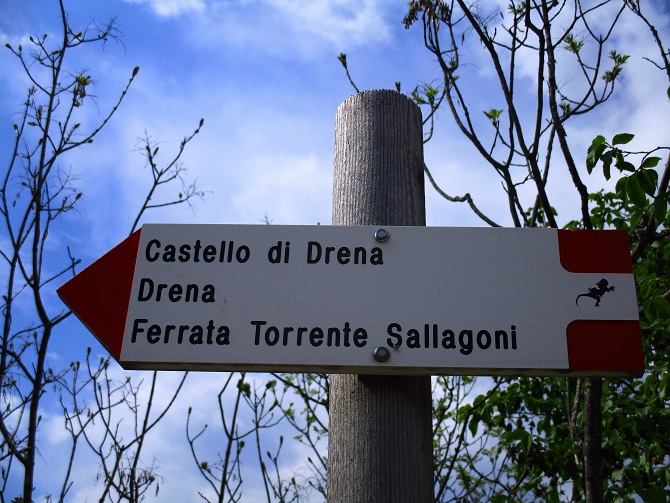 Castello di Drena
Drena
Ferrata Torrente Sallagoni